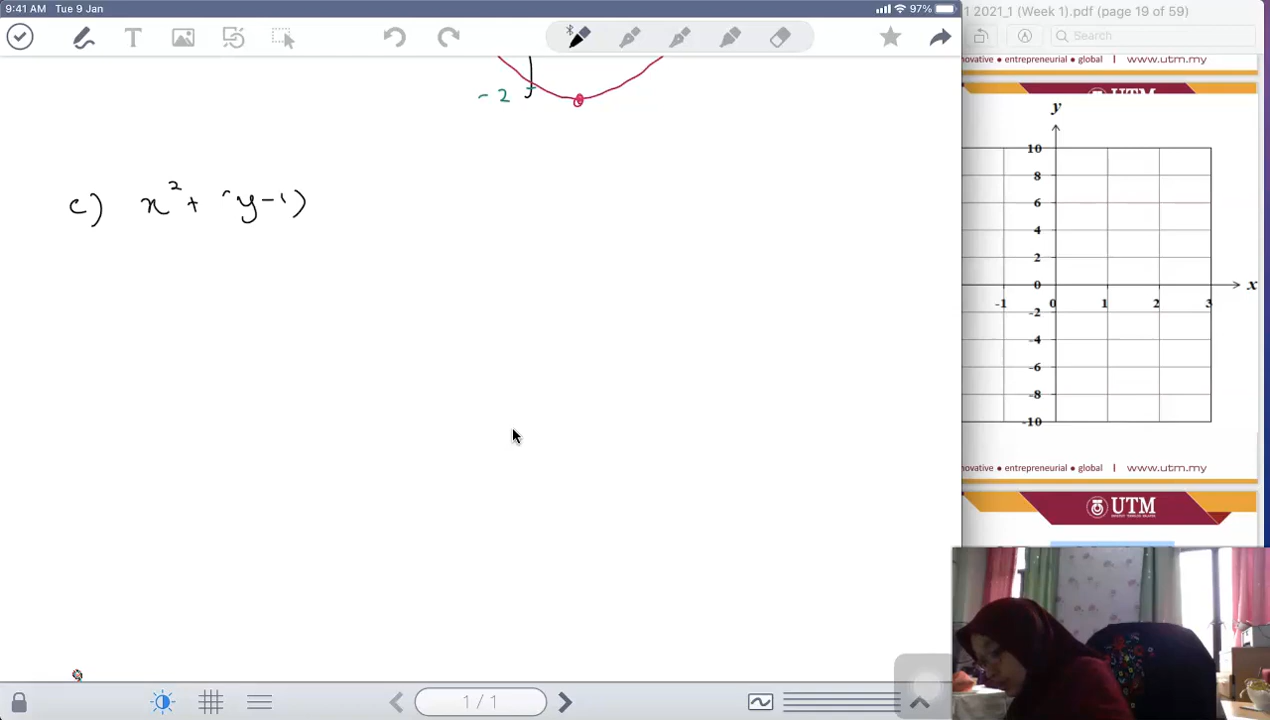 9:41 AM Tue 9 Jan
97%
1 2021_1 (Week 1).pdf (page 19 of 59)
Search
T
ovative ● entrepreneurial ● global | www.utm.my
UTM
- 2
c) x² + (y-1)
y
10
8
6
4
2
0
x
-1 0 1 2 3
-2
-4
-6
-8
-10
novative ● entrepreneurial ● global | www.utm.my
UTM
1 / 1